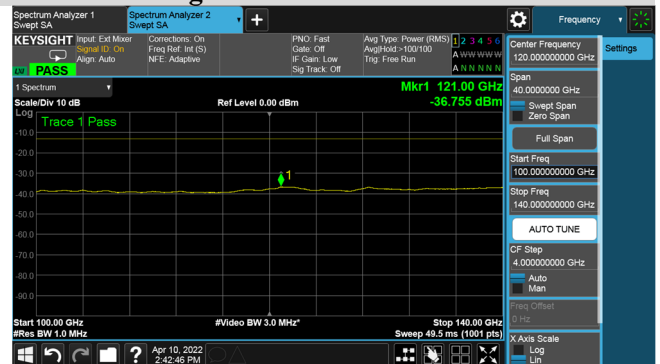 Spectrum Analyzer 1
Swept SA
Spectrum Analyzer 2
Swept SA
+
Frequency
KEYSIGHT
Input: Ext Mixer
Signal ID: On
Align: Auto
Corrections: On
Freq Ref: Int (S)
NFE: Adaptive
PNO: Fast
Gate: Off
IF Gain: Low
Sig Track: Off
Avg Type: Power (RMS)
Avg|Hold:>100/100
Trig: Free Run
1 2 3 4 5 6
A WW WW W
A N N N N N
PASS
1 Spectrum
Scale/Div 10 dB
Ref Level 0.00 dBm
Mkr1 121.00 GHz
-36.755 dBm
Log
Trace 1 Pass
-10.0
-20.0
-30.0
-40.0
-50.0
-60.0
-70.0
-80.0
-90.0
1
Start 100.00 GHz
#Res BW 1.0 MHz
#Video BW 3.0 MHz*
Stop 140.00 GHz
Sweep 49.5 ms (1001 pts)
Apr 10, 2022
2:42:46 PM
Center Frequency
120.000000000 GHz
Settings
Span
40.0000000 GHz
Swept Span
Zero Span
Full Span
Start Freq
100.000000000 GHz
Stop Freq
140.000000000 GHz
AUTO TUNE
CF Step
4.000000000 GHz
Auto
Man
Freq Offset
0 Hz
X Axis Scale
Log
Lin